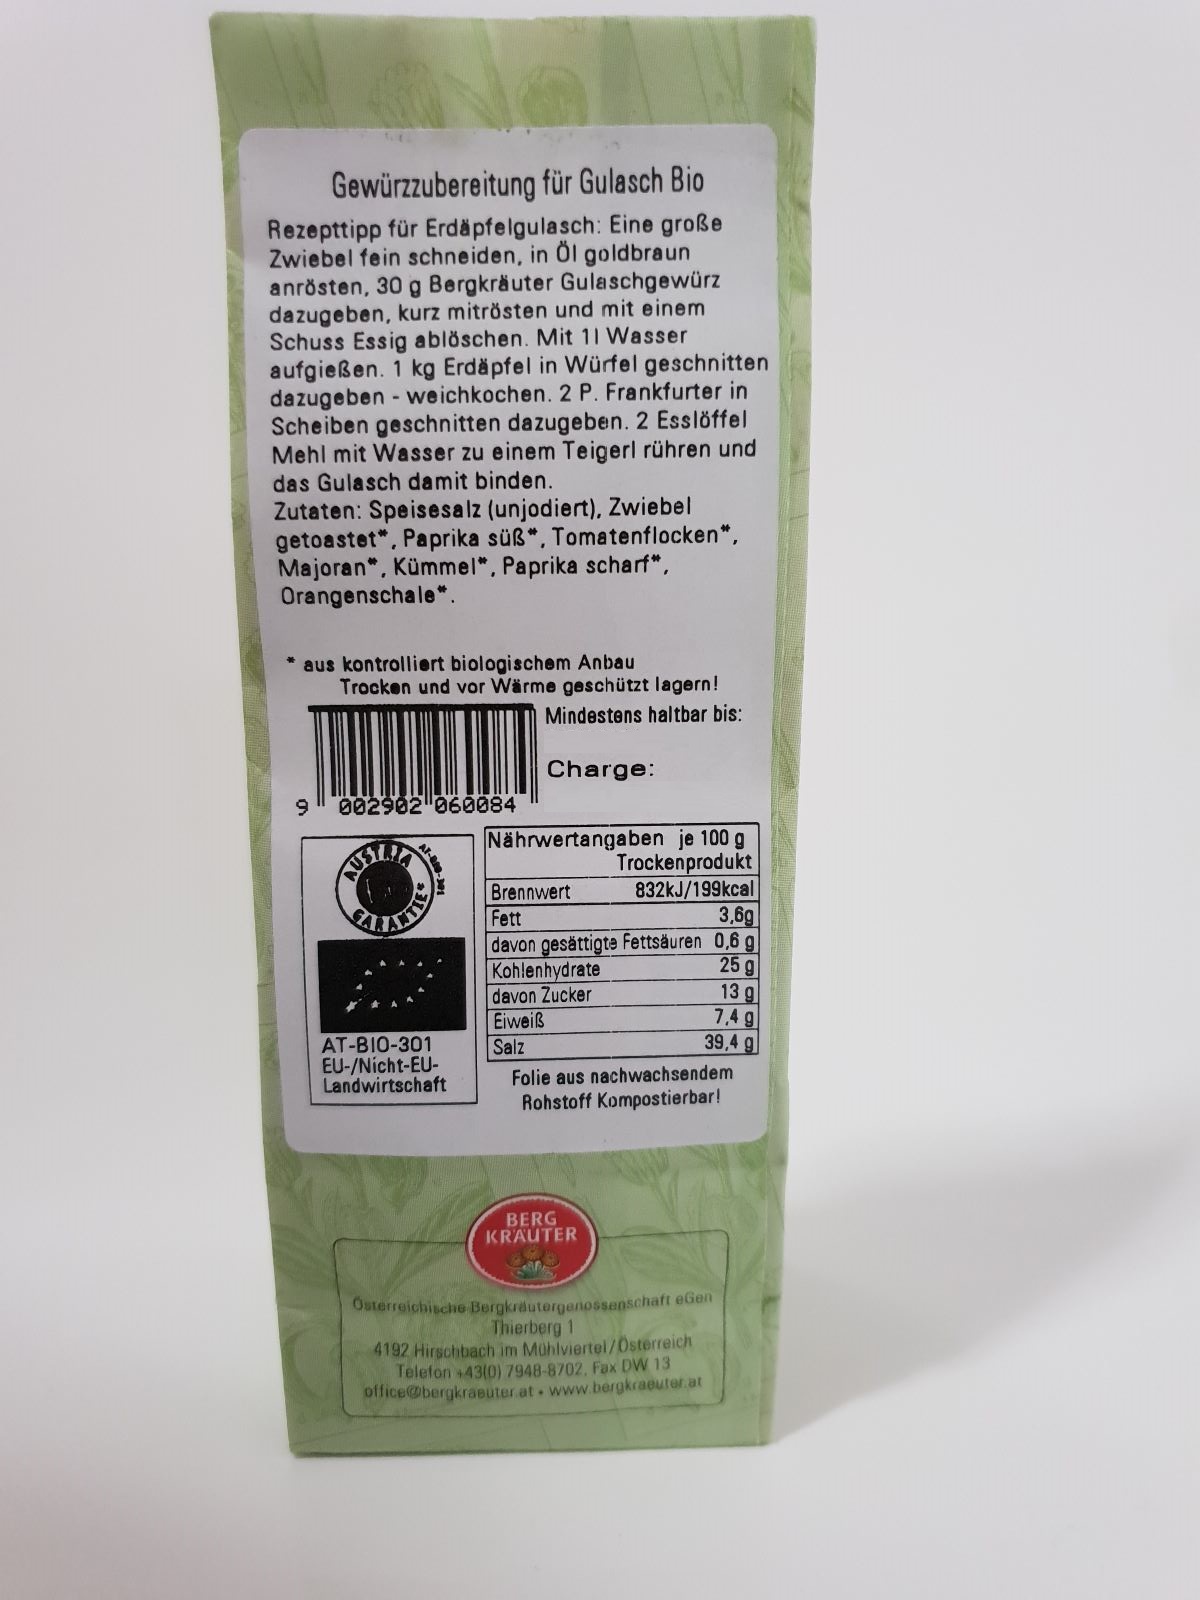 Gewürzzubereitung für Gulasch Bio
Rezepttipp für Erdäpfelgulasch: Eine große
Zwiebel fein schneiden, in Öl goldbraun
anrösten, 30 g Bergkräuter Gulaschgewürz
dazugeben, kurz mitrösten und mit einem
Schuss Essig ablöschen. Mit 1l Wasser
aufgießen. 1 kg Erdäpfel in Würfel geschnitten
dazugeben - weichkochen. 2 P. Frankfurter in
Scheiben geschnitten dazugeben. 2 Esslöffel
Mehl mit Wasser zu einem Teigerl rühren und
das Gulasch damit binden.
Zutaten: Speisesalz (unjodiert), Zwiebel
getoastet*, Paprika süß*, Tomatenflocken*,
Majoran*, Kümmel*, Paprika scharf*,
Orangenschale*.
* aus kontrolliert biologischem Anbau
Trocken und vor Wärme geschützt lagern!
Mindestens haltbar bis:
Charge:
9 002902 060084
AUSTRIA
GARANTIE
AT-BIO-301
AT-BIO-301
EU-/Nicht-EU-
Landwirtschaft
Nährwertangaben je 100 g
Trockenprodukt
Brennwert 832kJ/199kcal
Fett 3,6g
davon gesättigte Fettsäuren 0,6 g
Kohlenhydrate 25 g
davon Zucker 13 g
Eiweiß 7,4 g
Salz 39,4 g
Folie aus nachwachsendem
Rohstoff Kompostierbar!
BERG
KRÄUTER
Österreichische Bergkräutergenossenschaft eGen
Thierberg 1
4192 Hirschbach im Mühlviertel/Österreich
Telefon +43(0) 7948-8702, Fax DW 13
office@bergkraeuter.at • www.bergkraeuter.at